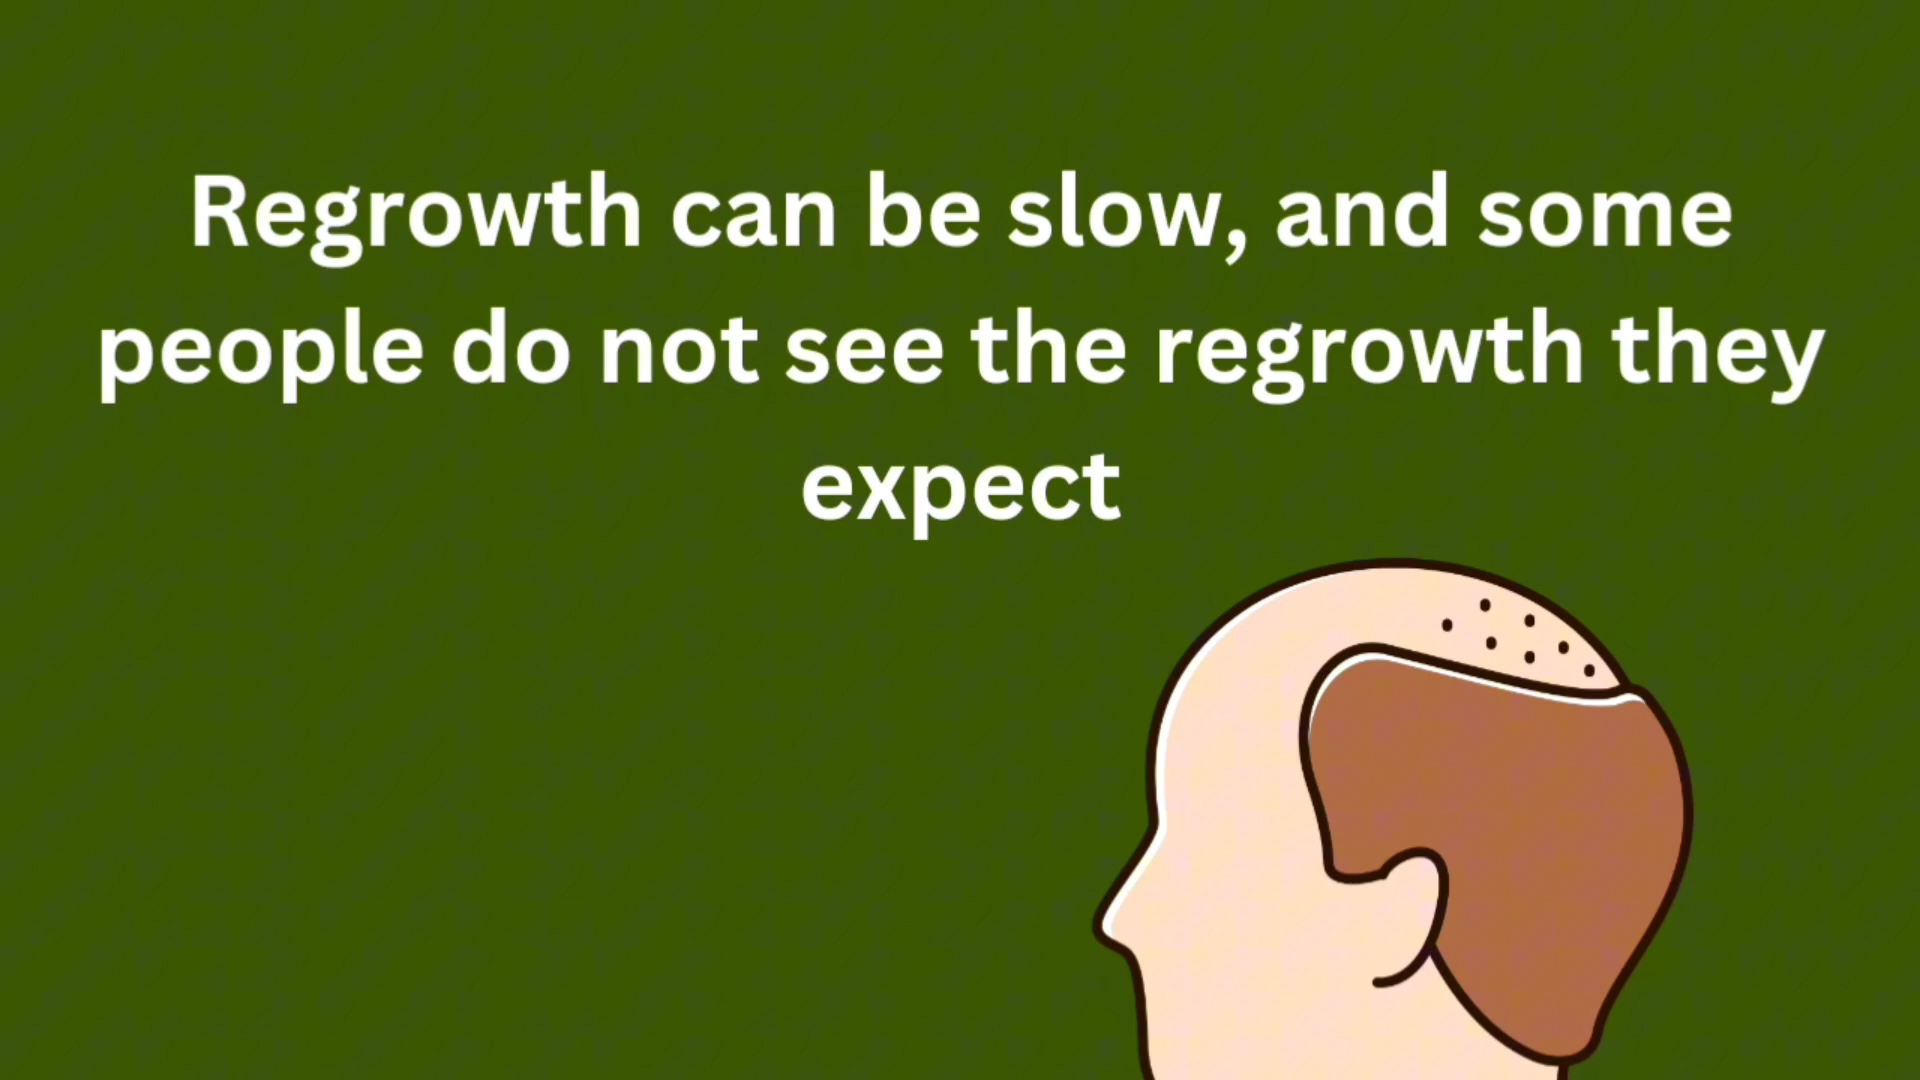 Regrowth can be slow, and some
people do not see the regrowth they
expect